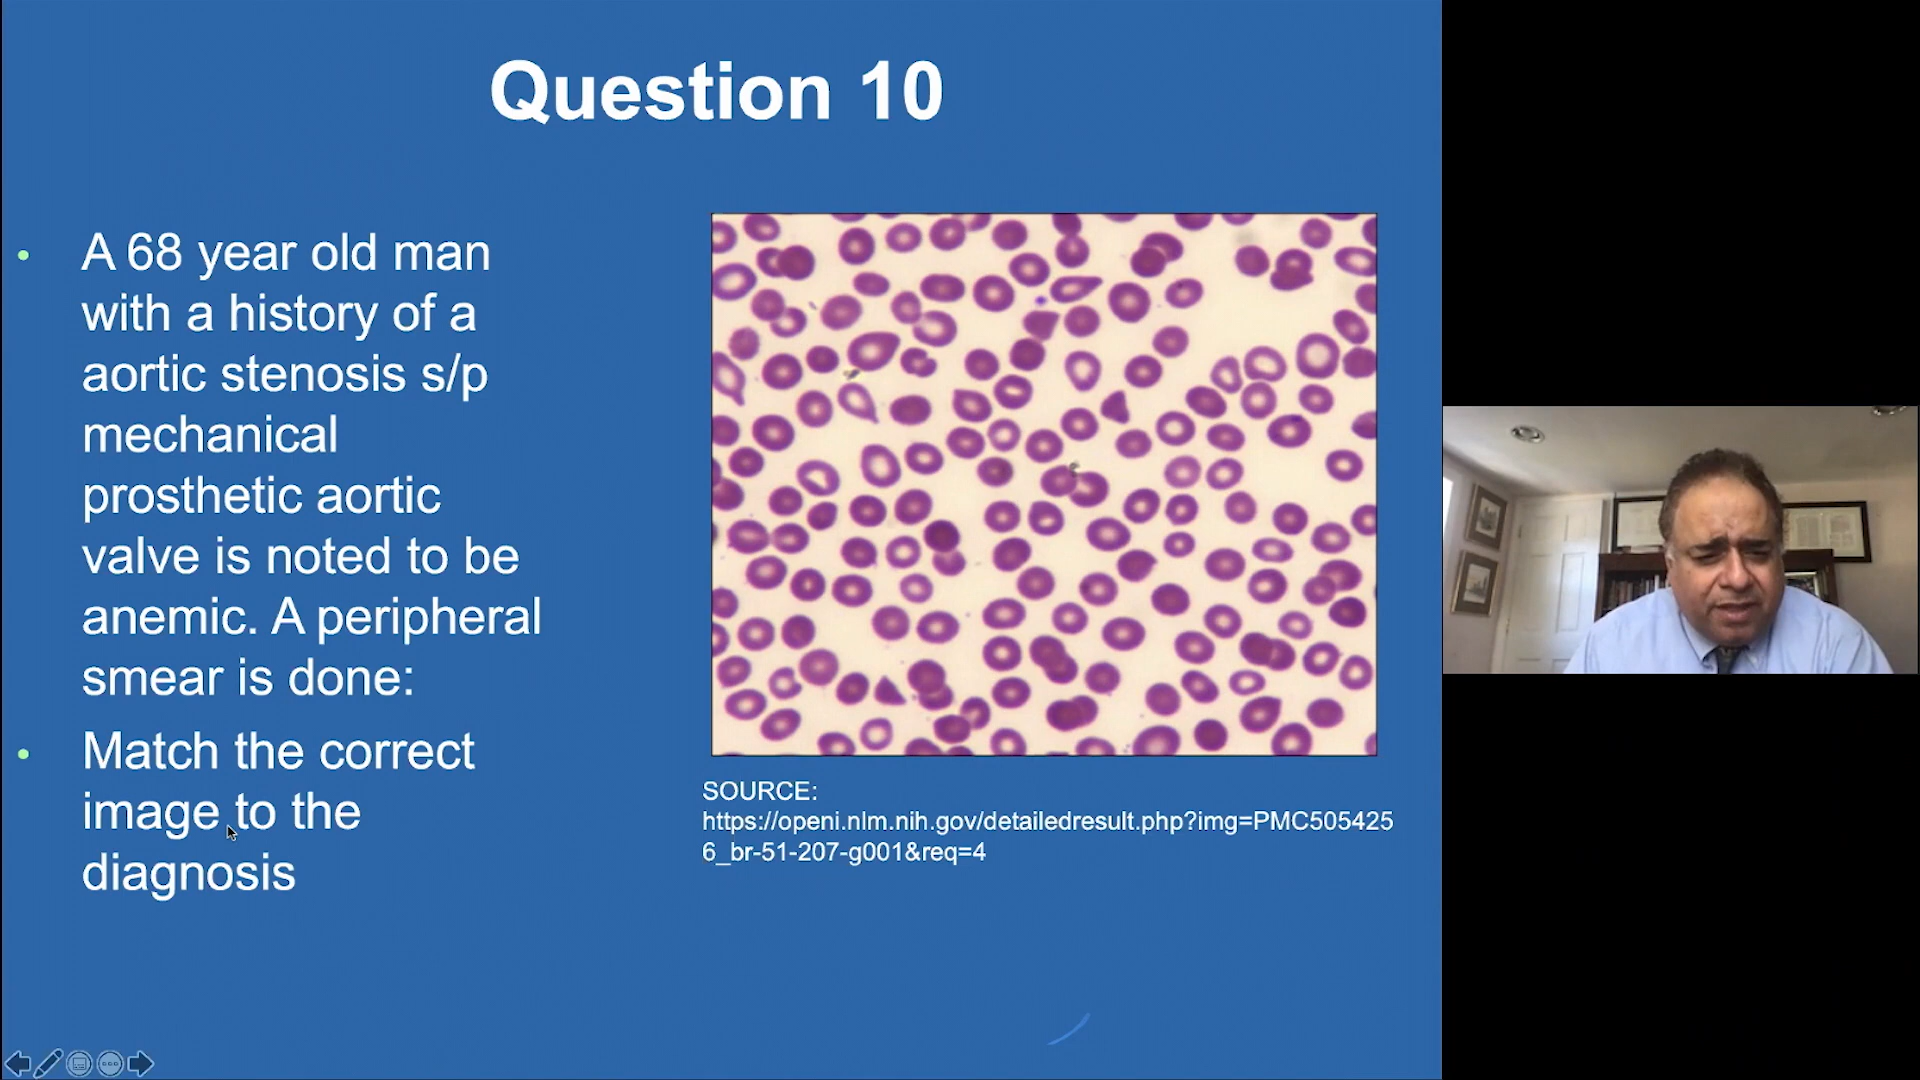 Question 10
• A 68 year old man
with a history of a
aortic stenosis s/p
mechanical
prosthetic aortic
valve is noted to be
anemic. A peripheral
smear is done:
• Match the correct
image to the
diagnosis
SOURCE:
https://openi.nlm.nih.gov/detailedresult.php?img=PMC505425
6_br-51-207-g001&req=4